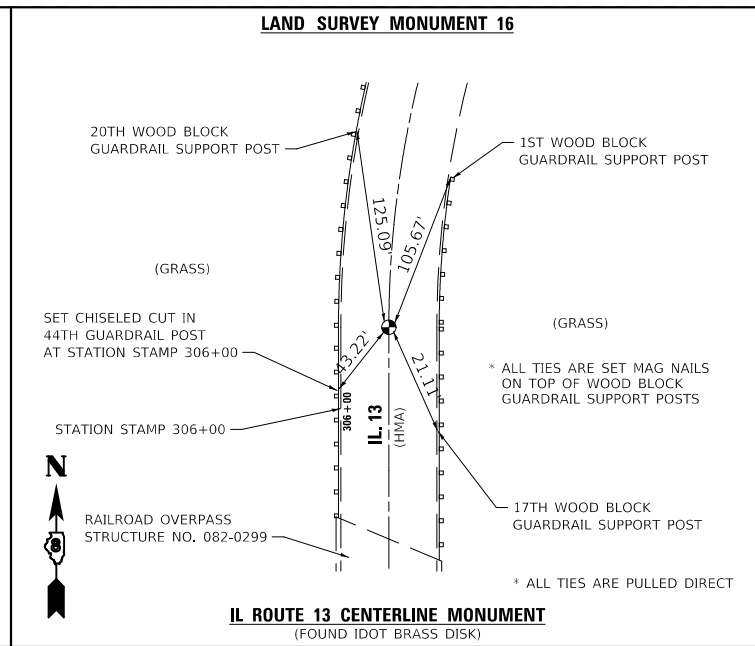 LAND SURVEY MONUMENT 16
20TH WOOD BLOCK
GUARDRAIL SUPPORT POST
1ST WOOD BLOCK
GUARDRAIL SUPPORT POST
125.09'
105.67'
(GRASS)
SET CHISELED CUT IN
44TH GUARDRAIL POST
AT STATION STAMP 306+00
(GRASS)
43.22'
21.11'
* ALL TIES ARE SET MAG NAILS
ON TOP OF WOOD BLOCK
GUARDRAIL SUPPORT POSTS
STATION STAMP 306+00
306+00
IL. 13
(HMA)
N
8
RAILROAD OVERPASS
STRUCTURE NO. 082-0299
17TH WOOD BLOCK
GUARDRAIL SUPPORT POST
* ALL TIES ARE PULLED DIRECT
IL ROUTE 13 CENTERLINE MONUMENT
(FOUND IDOT BRASS DISK)